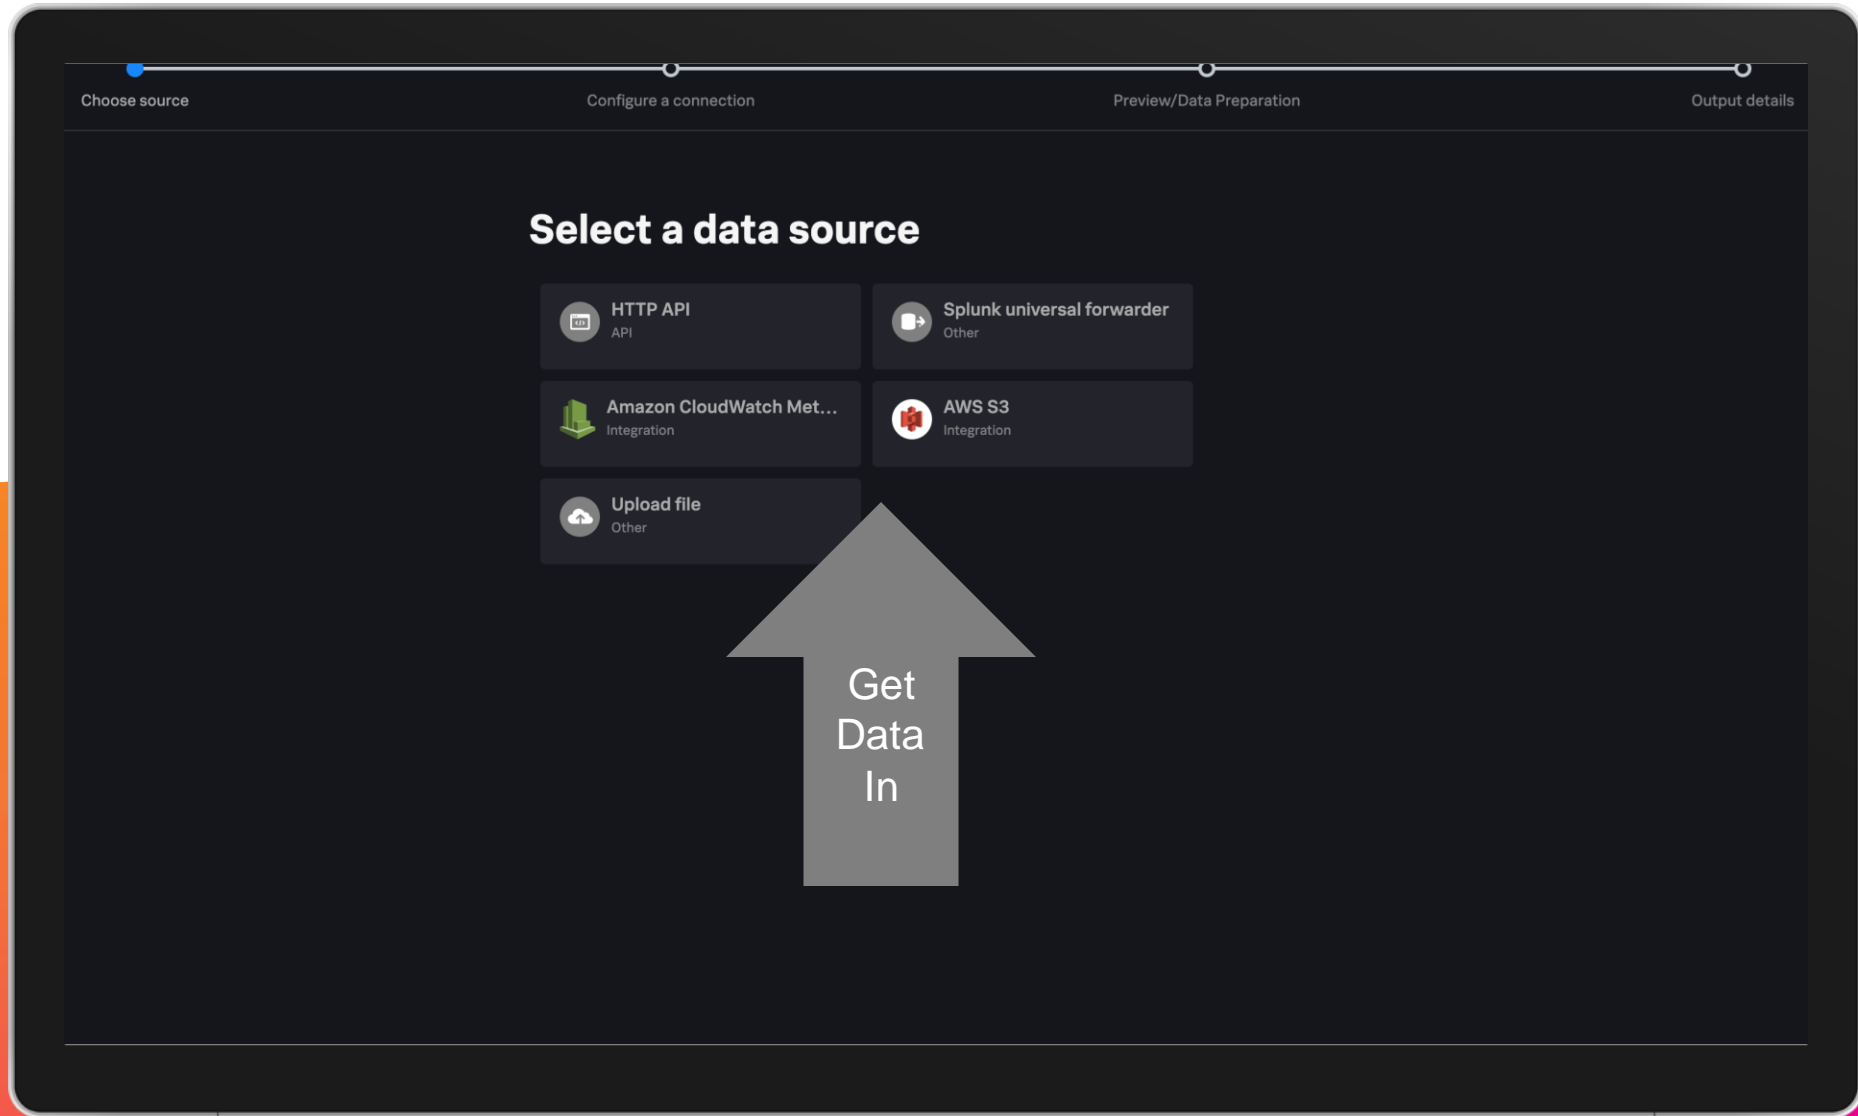 Choose source
Configure a connection
Preview/Data Preparation
Output details
Select a data source
HTTP API
API
Splunk universal forwarder
Other
Amazon CloudWatch Met...
Integration
AWS S3
Integration
Upload file
Other
Get
Data
In